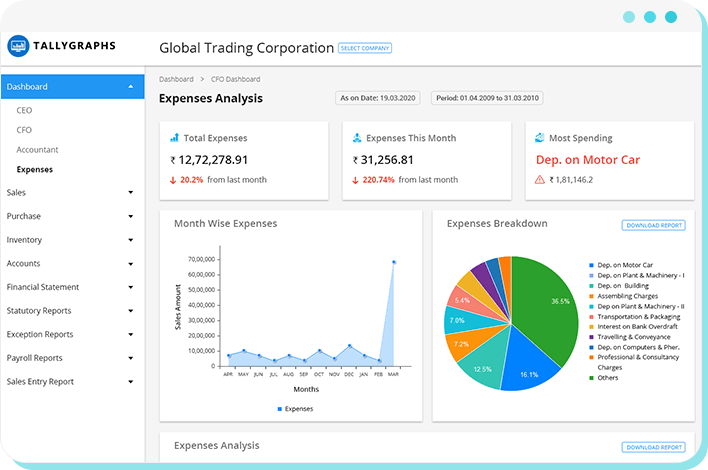 TALLYGRAPHS
Global Trading Corporation SELECT COMPANY
Dashboard
CEO
CFO
Accountant
Expenses
Sales
Purchase
Inventory
Accounts
Financial Statement
Statutory Reports
Exception Reports
Payroll Reports
Sales Entry Report
Dashboard > CFO Dashboard
Expenses Analysis
As on Date: 19.03.2020
Period: 01.04.2009 to 31.03.2010
Total Expenses
₹ 12,72,278.91
↓ 20.2% from last month
Expenses This Month
₹ 31,256.81
↓ 220.74% from last month
Most Spending
Dep. on Motor Car
₹ 1,81,146.2
Month Wise Expenses
Sales Amount
70,00,000
60,00,000
50,00,000
40,00,000
30,00,000
20,00,000
10,00,000
0
APR MAY JUN JUL AUG SEP OCT NOV DEC JAN FEB MAR
Months
Expenses
Expenses Breakdown
DOWNLOAD REPORT
36.5%
16.1%
12.5%
7.2%
7.0%
5.4%
Dep. on Motor Car
Dep. on Plant & Machinery - I
Dep. on Building
Assembling Charges
Dep on Plant & Machinery - II
Transportation & Packaging
Interest on Bank Overdraft
Travelling & Conveyance
Dep. on Computers & Pher.
Professional & Consultancy
Charges
Others
Expenses Analysis
DOWNLOAD REPORT